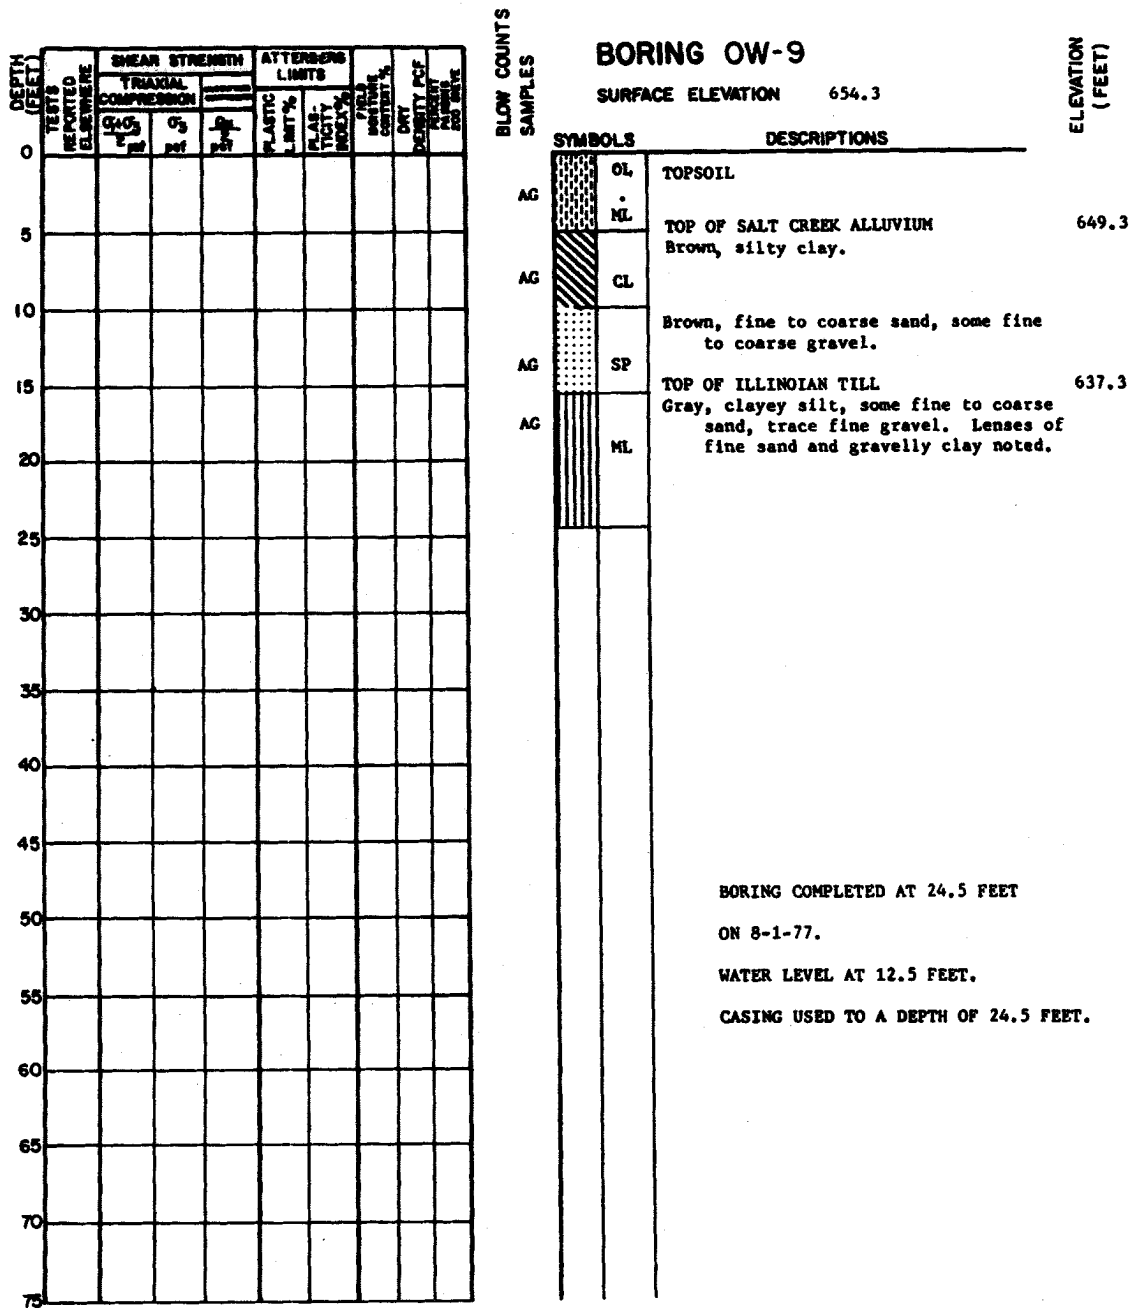 BORING OW-9
SURFACE ELEVATION 654.3
DEPTH (FEET)
TESTS REPORTED ELSEWHERE
SHEAR STRENGTH
TRIAXIAL COMPRESSION
σ3
psf
ATTERBERG LIMITS
PLASTIC LIMIT %
PLASTICITY INDEX %
FIELD MOISTURE CONTENT %
DRY DENSITY PCF
PERCENT PASSING 200 SIEVE
BLOW COUNTS
SAMPLES
SYMBOLS
DESCRIPTIONS
ELEVATION (FEET)
0
5
10
15
20
25
30
35
40
45
50
55
60
65
70
75
AG
OL
.
ML
TOPSOIL
TOP OF SALT CREEK ALLUVIUM 649.3
AG
CL
Brown, silty clay.
AG
SP
Brown, fine to coarse sand, some fine
to coarse gravel.
TOP OF ILLINOIAN TILL 637.3
AG
ML
Gray, clayey silt, some fine to coarse
sand, trace fine gravel. Lenses of
fine sand and gravelly clay noted.
BORING COMPLETED AT 24.5 FEET
ON 8-1-77.
WATER LEVEL AT 12.5 FEET.
CASING USED TO A DEPTH OF 24.5 FEET.